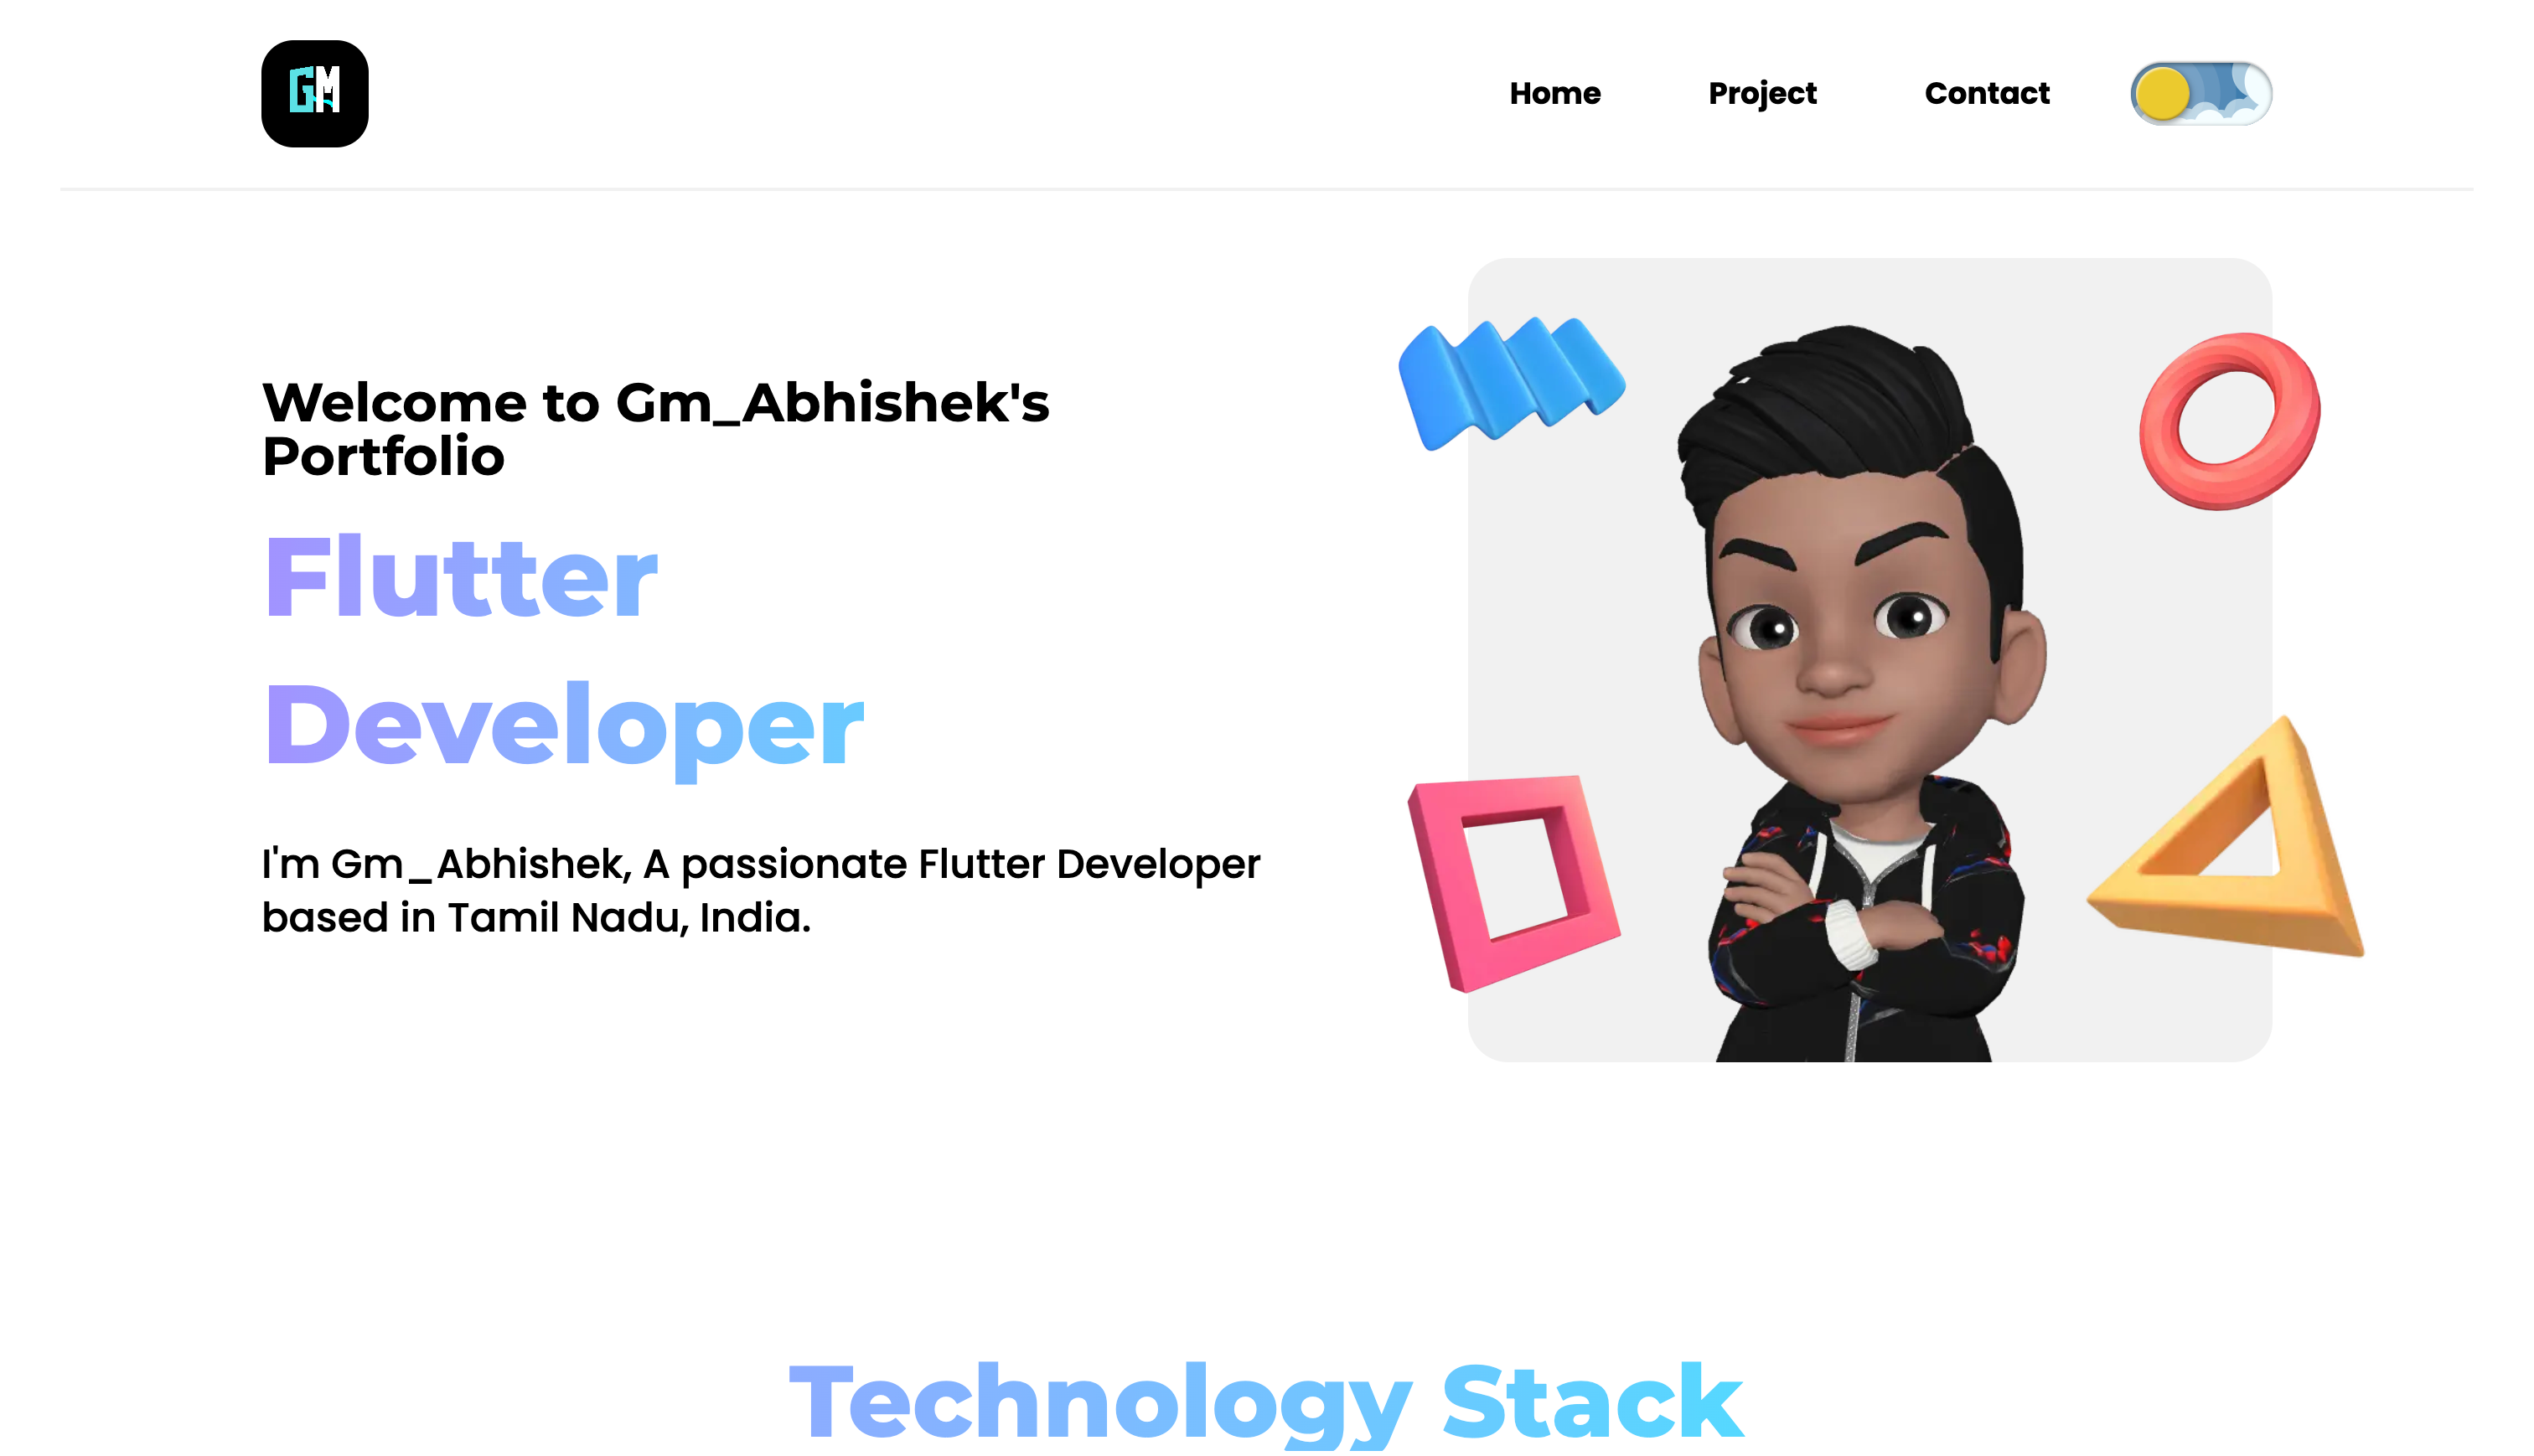 GM
Home
Project
Contact
Welcome to Gm_Abhishek's
Portfolio
Flutter
Developer
I'm Gm_Abhishek, A passionate Flutter Developer
based in Tamil Nadu, India.
Technology Stack